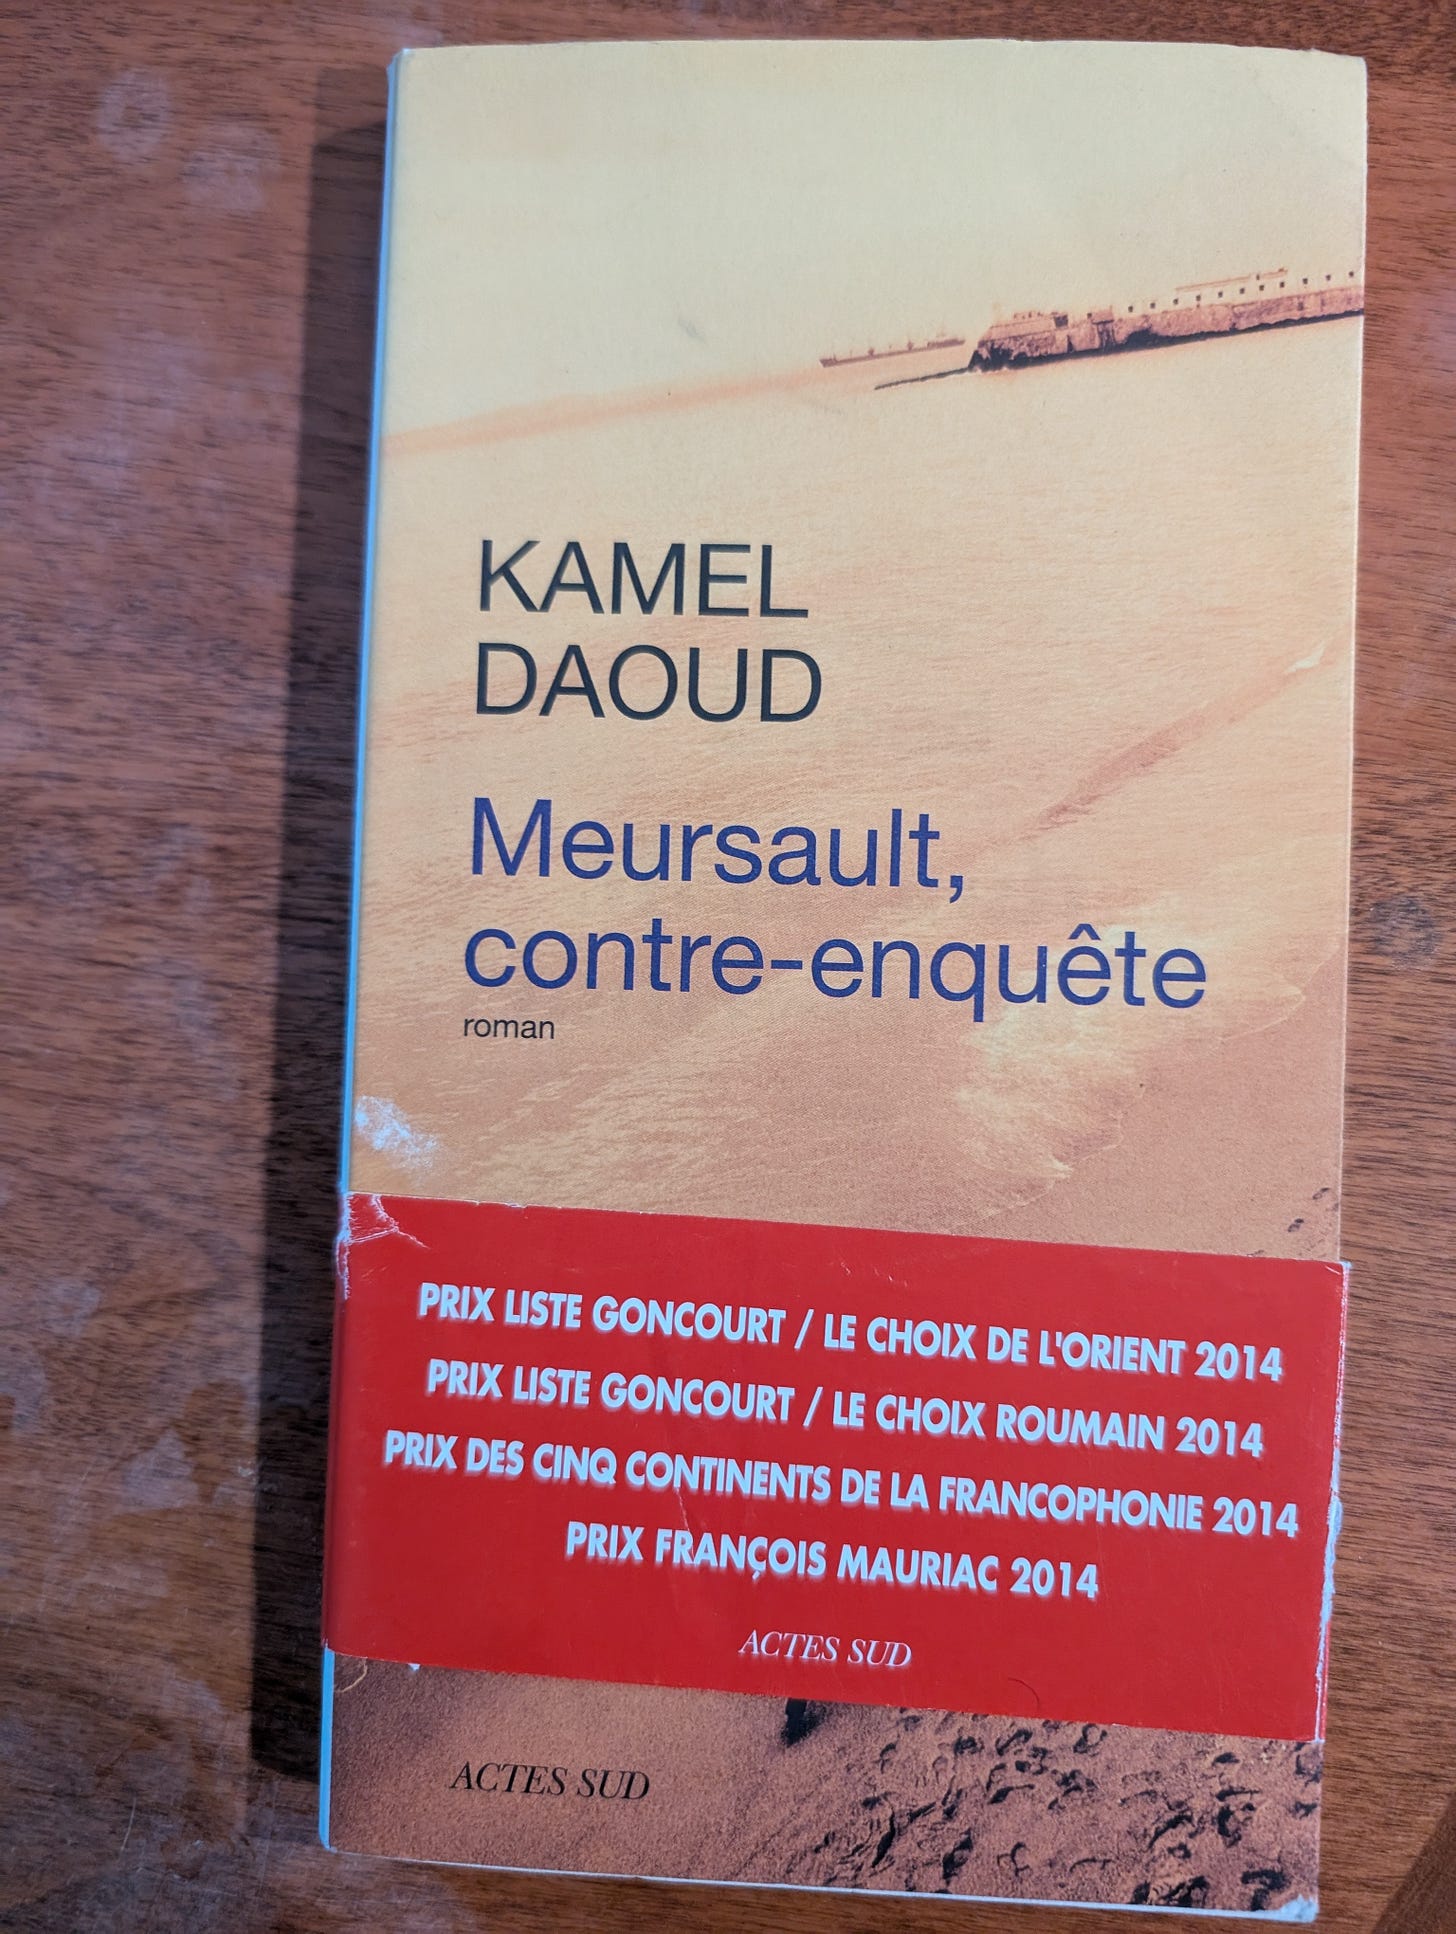 KAMEL
DAOUD
Meursault,
contre-enquête
roman
PRIX LISTE GONCOURT / LE CHOIX DE L'ORIENT 2014
PRIX LISTE GONCOURT / LE CHOIX ROUMAIN 2014
PRIX DES CINQ CONTINENTS DE LA FRANCOPHONIE 2014
PRIX FRANÇOIS MAURIAC 2014
ACTES SUD
ACTES SUD